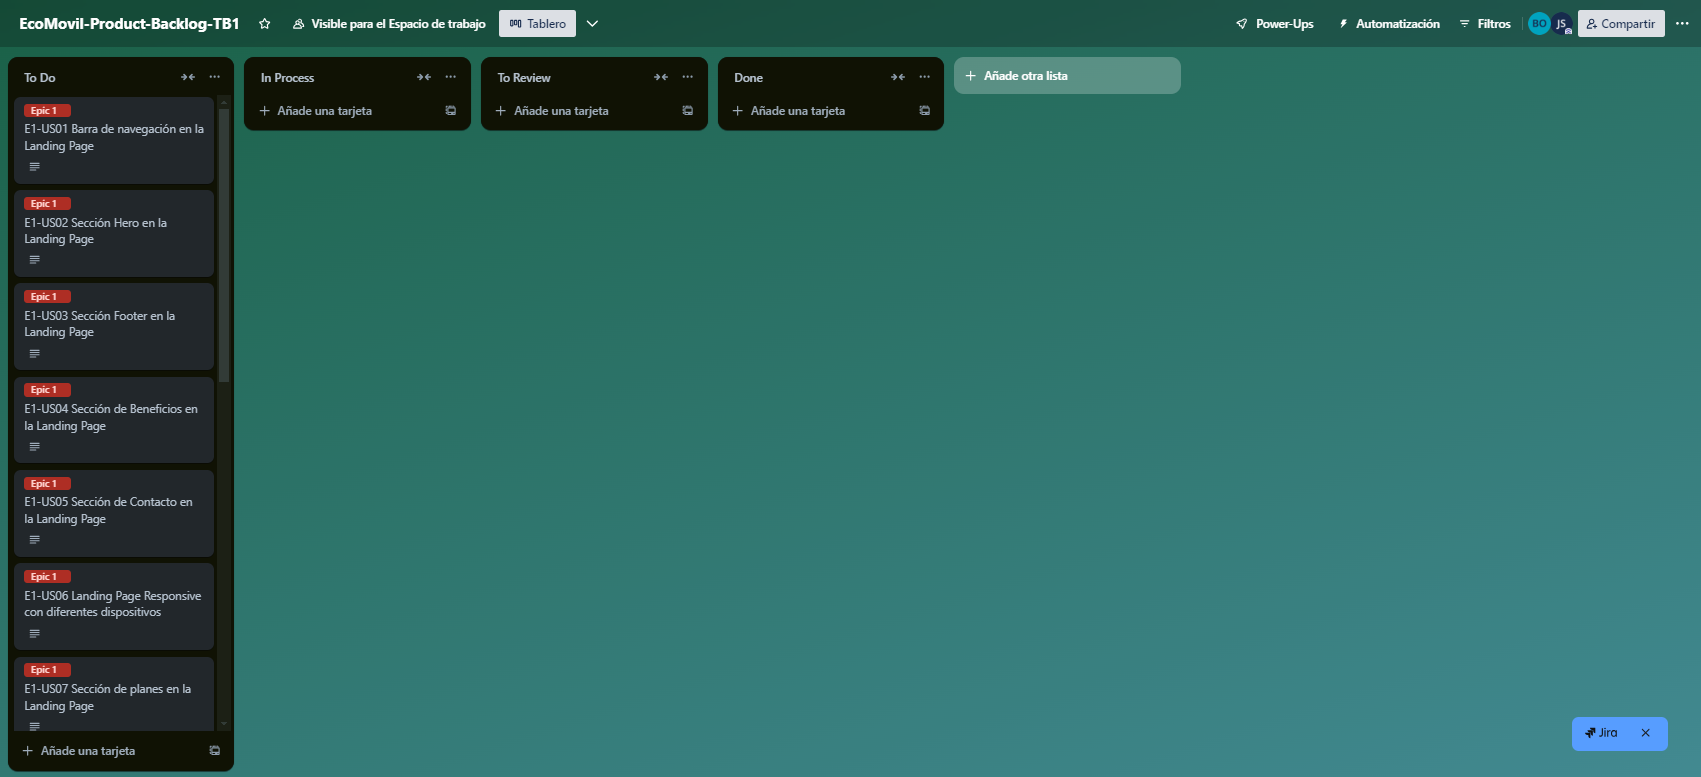 EcoMovil-Product-Backlog-TB1
Visible para el Espacio de trabajo
Tablero
Power-Ups
Automatización
Filtros
BO
JS
Compartir
To Do
Epic 1
E1-US01 Barra de navegación en la
Landing Page
Epic 1
E1-US02 Sección Hero en la
Landing Page
Epic 1
E1-US03 Sección Footer en la
Landing Page
Epic 1
E1-US04 Sección de Beneficios en
la Landing Page
Epic 1
E1-US05 Sección de Contacto en
la Landing Page
Epic 1
E1-US06 Landing Page Responsive
con diferentes dispositivos
Epic 1
E1-US07 Sección de planes en la
Landing Page
Añade una tarjeta
In Process
Añade una tarjeta
To Review
Añade una tarjeta
Done
Añade una tarjeta
Añade otra lista
Jira